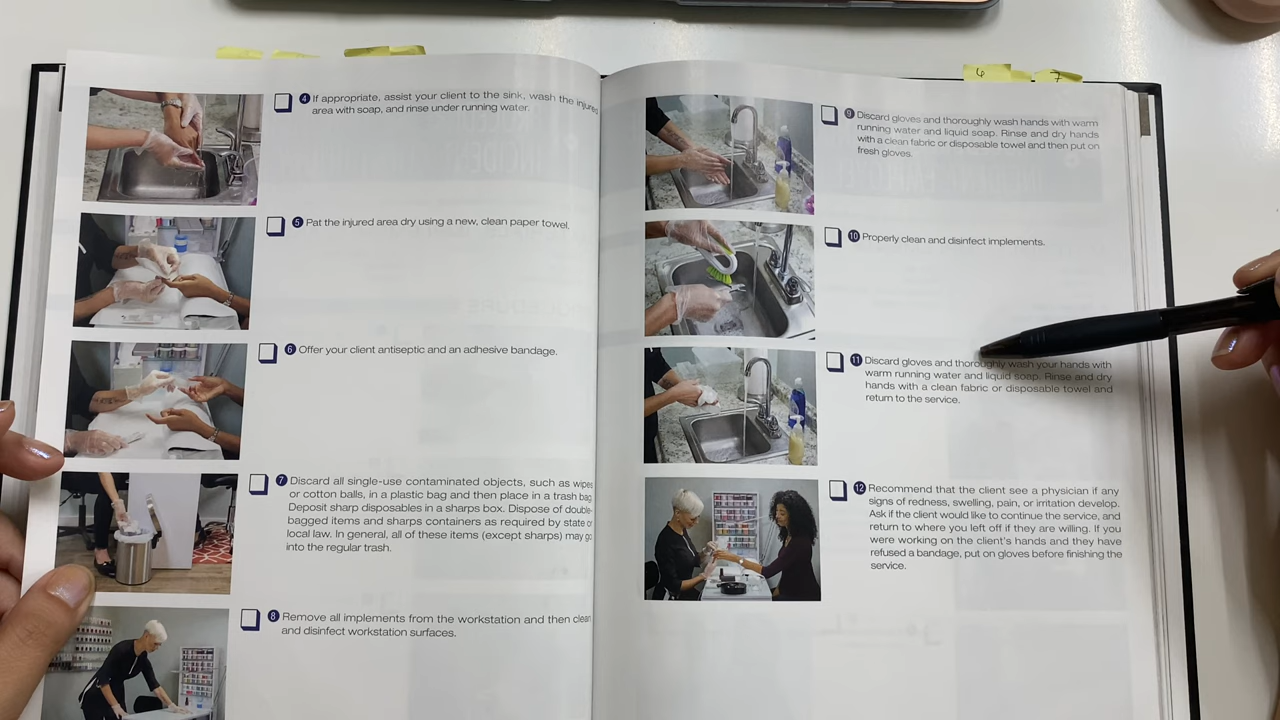 6 7
4 If appropriate, assist your client to the sink, wash the injured
area with soap, and rinse under running water.
5 Pat the injured area dry using a new, clean paper towel.
6 Offer your client antiseptic and an adhesive bandage.
7 Discard all single-use contaminated objects, such as wipes
or cotton balls, in a plastic bag and then place in a trash bag.
Deposit sharp disposables in a sharps box. Dispose of double-
bagged items and sharps containers as required by state or
local law. In general, all of these items (except sharps) may go
into the regular trash.
8 Remove all implements from the workstation and then clean
and disinfect workstation surfaces.
9 Discard gloves and thoroughly wash hands with warm
running water and liquid soap. Rinse and dry hands
with a clean fabric or disposable towel and then put on
fresh gloves.
10 Properly clean and disinfect implements.
11 Discard gloves and thoroughly wash your hands with
warm running water and liquid soap. Rinse and dry
hands with a clean fabric or disposable towel and
return to the service.
12 Recommend that the client see a physician if any
signs of redness, swelling, pain, or irritation develop.
Ask if the client would like to continue the service, and
return to where you left off if they are willing. If you
were working on the client's hands and they have
refused a bandage, put on gloves before finishing the
service.